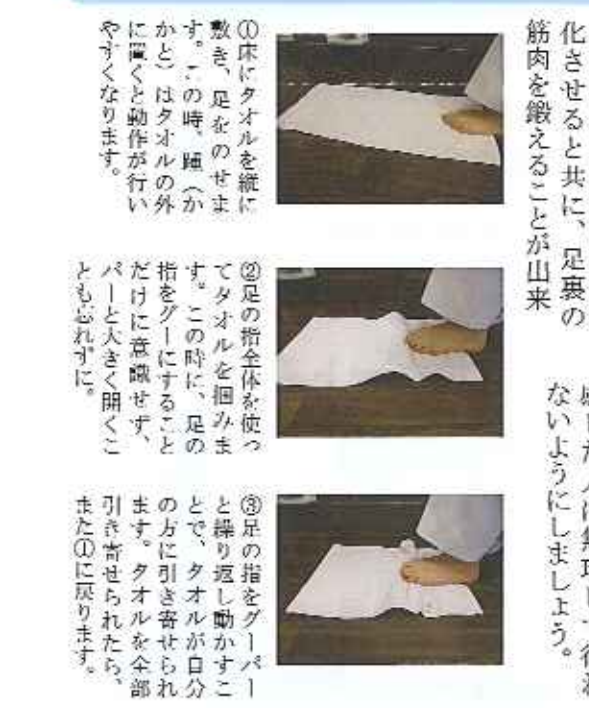 化させると共に、足裏の
筋肉を鍛えることが出来
ないようにしましょう。
①床にタオルを縦に
敷き、足をのせま
す。この時、踵（か
かと）はタオルの外
に置くと動作が行い
やすくなります。
②足の指全体を使っ
てタオルを掴みま
す。この時に、足の
指をグーにすること
だけに意識せず、
パーと大きく開くこ
とも忘れずに。
③足の指をグーパー
と繰り返し動かすこ
とで、タオルが自分
の方に引き寄せられ
ます。タオルを全部
引き寄せられたら、
また①に戻ります。